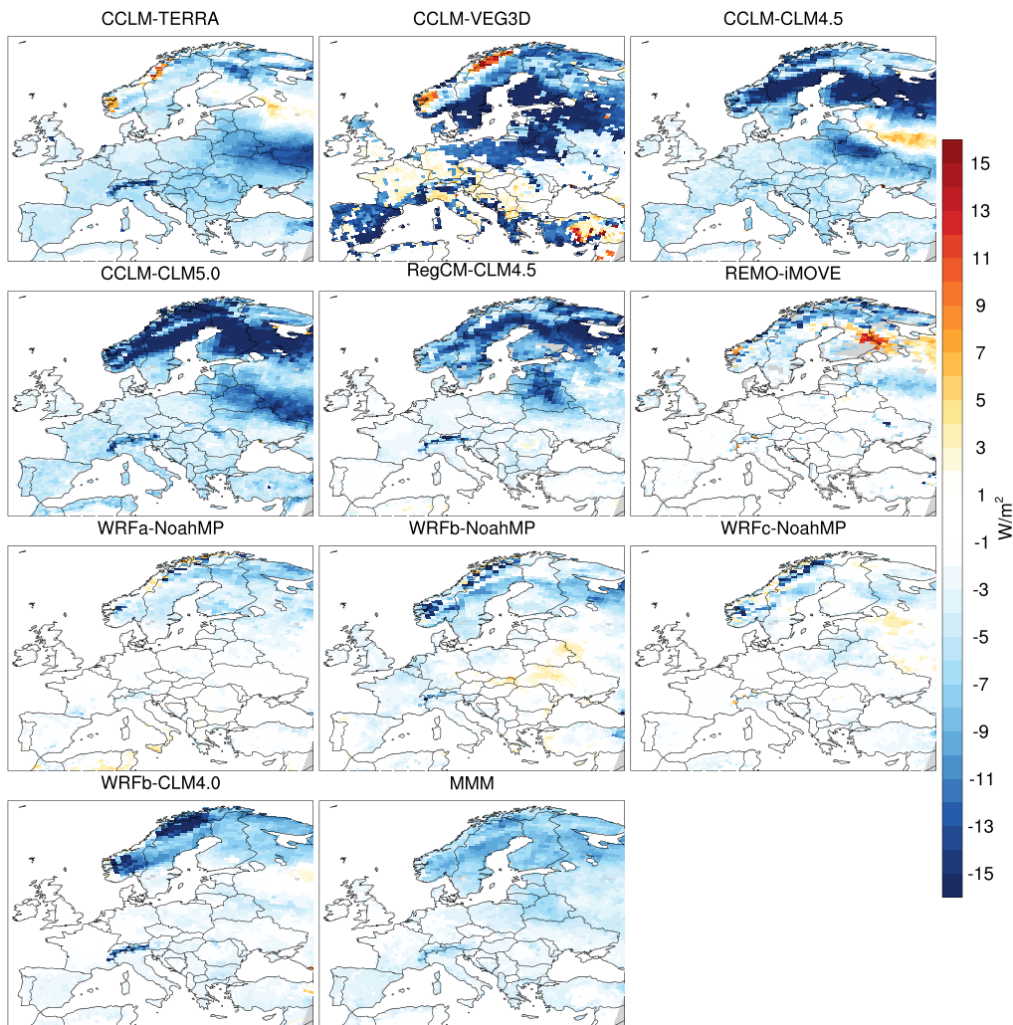 CCLM-TERRA
CCLM-VEG3D
CCLM-CLM4.5
CCLM-CLM5.0
RegCM-CLM4.5
REMO-iMOVE
WRFa-NoahMP
WRFb-NoahMP
WRFc-NoahMP
WRFb-CLM4.0
MMM
15
13
11
9
7
5
3
1
-1
-3
-5
-7
-9
-11
-13
-15
W/m²